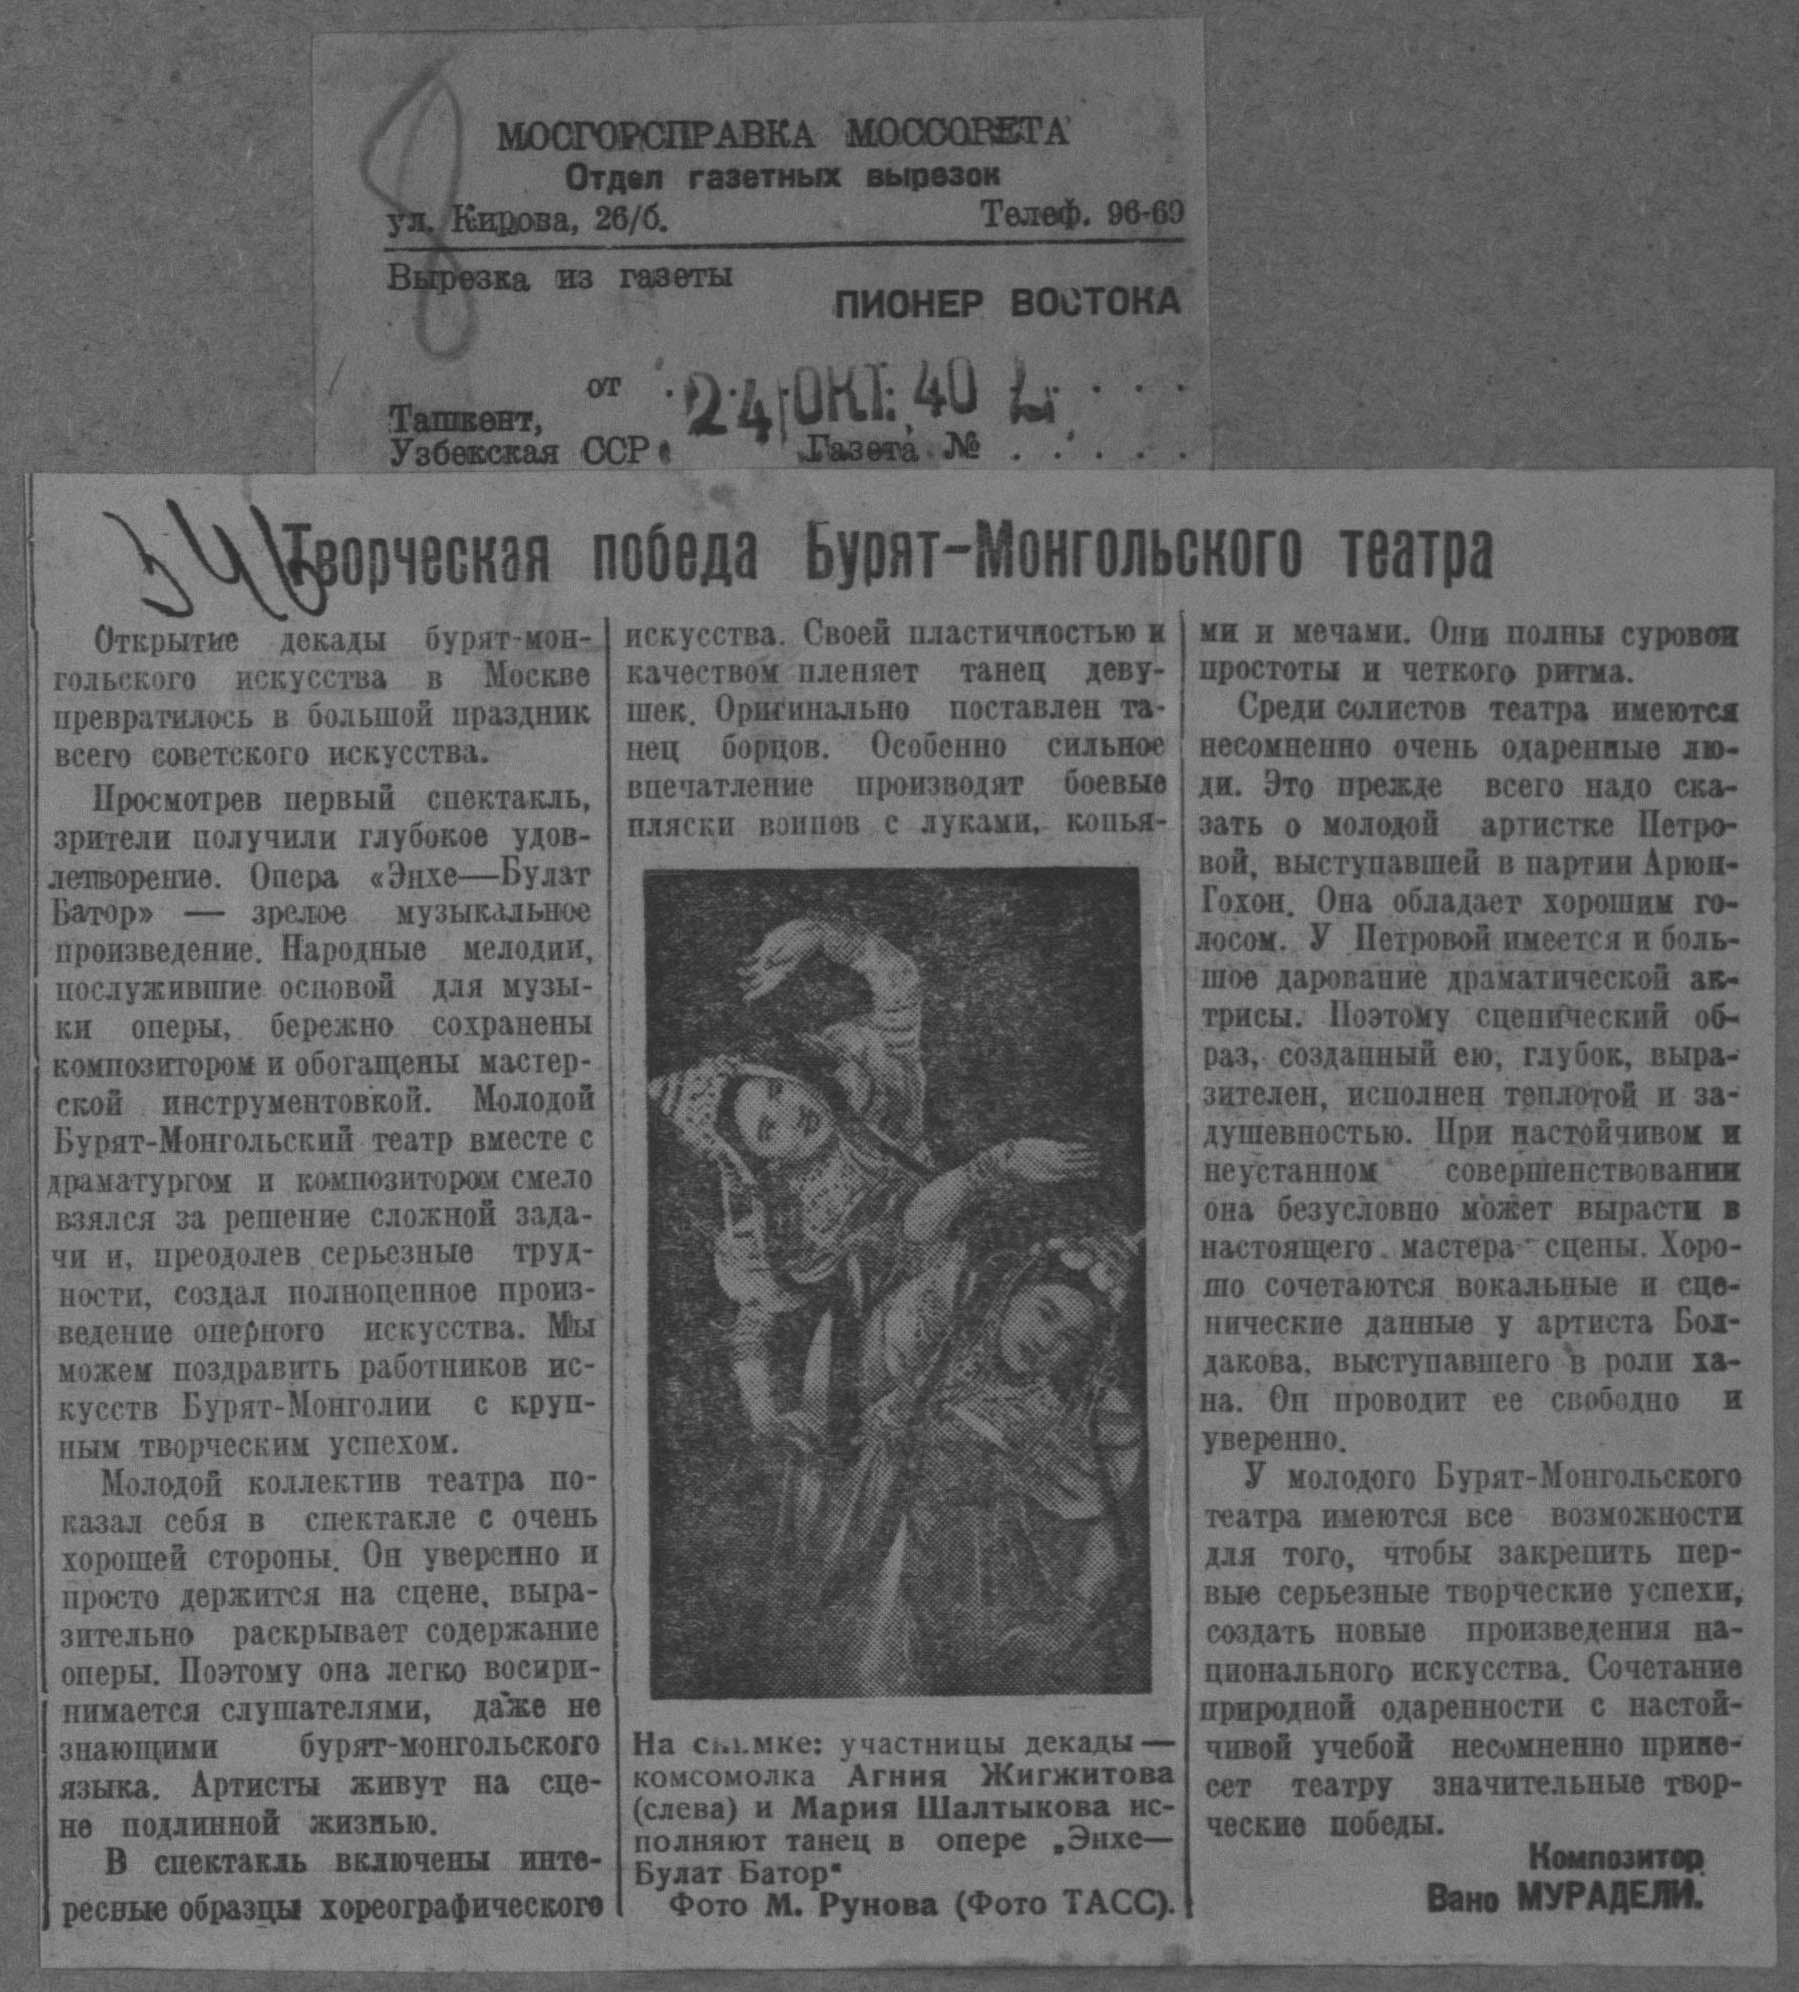 8
МОСГОРСПРАВКА МОССОВЕТА
Отдел газетных вырезок
ул. Кирова, 26/б. Телеф. 96-69
Вырезка из газеты
ПИОНЕР ВОСТОКА
от 24 ОКТ. 40
Ташкент,
Узбекская ССР Газета № . . . . .
Творческая победа Бурят-Монгольского театра
Открытие декады бурят-мон-
гольского искусства в Москве
превратилось в большой праздник
всего советского искусства.
Просмотрев первый спектакль,
зрители получили глубокое удов-
летворение. Опера «Энхе—Булат
Батор» — зрелое музыкальное
произведение. Народные мелодии,
послужившие основой для музы-
ки оперы, бережно сохранены
композитором и обогащены мастер-
ской инструментовкой. Молодой
Бурят-Монгольский театр вместе с
драматургом и композитором смело
взялся за решение сложной зада-
чи и, преодолев серьезные труд-
ности, создал полноценное произ-
ведение оперного искусства. Мы
можем поздравить работников ис-
кусств Бурят-Монголии с круп-
ным творческим успехом.
Молодой коллектив театра по-
казал себя в спектакле с очень
хорошей стороны. Он уверенно и
просто держится на сцене, выра-
зительно раскрывает содержание
оперы. Поэтому она легко воспри-
нимается слушателями, даже не
знающими бурят-монгольского
языка. Артисты живут на сце-
не подлинной жизнью.
В спектакль включены инте-
ресные образцы хореографического
искусства. Своей пластичностью и
качеством пленяет танец деву-
шек. Оригинально поставлен та-
нец борцов. Особенно сильное
впечатление производят боевые
пляски воинов с луками, копья-
На снимке: участницы декады —
комсомолка Агния Жигжитова
(слева) и Мария Шалтыкова ис-
полняют танец в опере „Энхе—
Булат Батор"
Фото М. Рунова (Фото ТАСС).
ми и мечами. Они полны суровой
простоты и четкого ритма.
Среди солистов театра имеются
несомненно очень одаренные лю-
ди. Это прежде всего надо ска-
зать о молодой артистке Петро-
вой, выступавшей в партии Арюн-
Гохон. Она обладает хорошим го-
лосом. У Петровой имеется и боль-
шое дарование драматической ак-
трисы. Поэтому сценический об-
раз, созданный ею, глубок, выра-
зителен, исполнен теплотой и за-
душевностью. При настойчивом и
неустанном совершенствовании
она безусловно может вырасти в
настоящего мастера сцены. Хоро-
шо сочетаются вокальные и сце-
нические данные у артиста Бол-
дакова, выступавшего в роли ха-
на. Он проводит ее свободно и
уверенно.
У молодого Бурят-Монгольского
театра имеются все возможности
для того, чтобы закрепить пер-
вые серьезные творческие успехи,
создать новые произведения на-
ционального искусства. Сочетание
природной одаренности с настой-
чивой учебой несомненно прине-
сет театру значительные твор-
ческие победы.
Композитор
Вано МУРАДЕЛИ.